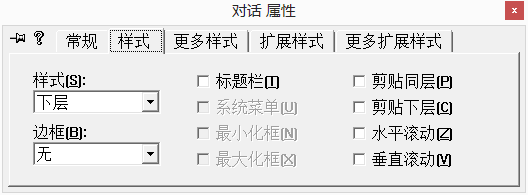 对话 属性
常规 样式 更多样式 扩展样式 更多扩展样式
样式(S):
下层
边框(B):
无
标题栏(T)
系统菜单(U)
最小化框(N)
最大化框(X)
剪贴同层(P)
剪贴下层(C)
水平滚动(Z)
垂直滚动(V)